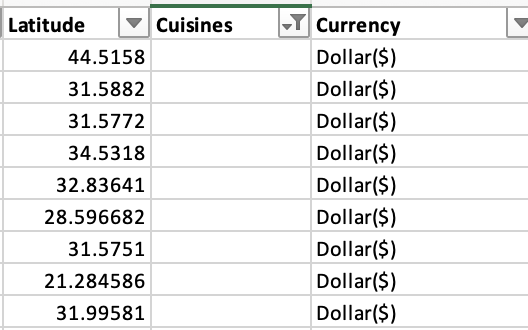 Latitude Cuisines Currency
44.5158 Dollar($)
31.5882 Dollar($)
31.5772 Dollar($)
34.5318 Dollar($)
32.83641 Dollar($)
28.596682 Dollar($)
31.5751 Dollar($)
21.284586 Dollar($)
31.99581 Dollar($)